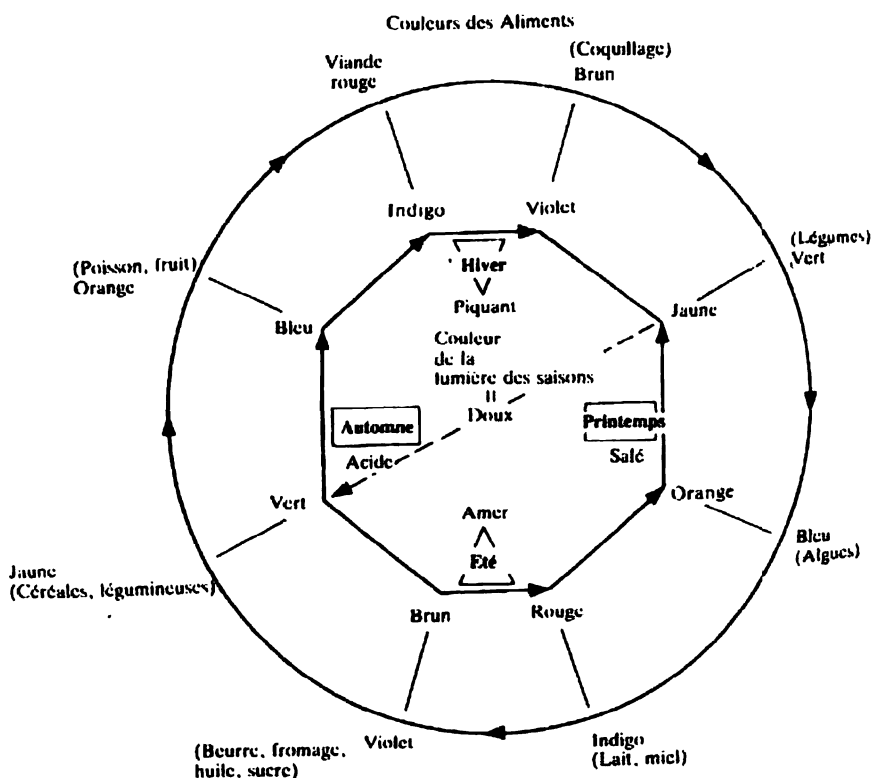 Couleurs des Aliments
Viande
rouge
(Coquillage)
Brun
Indigo
Violet
(Légumes)
Vert
(Poisson, fruit)
Orange
Hiver
Piquant
Bleu
Jaune
Couleur
de la
lumière des saisons
=
Doux
Automne
Printemps
Acide
Salé
Vert
Orange
Amer
Bleu
(Algues)
Eté
Jaune
(Céréales, légumineuses)
Brun
Rouge
(Beurre, fromage,
huile, sucre)
Violet
Indigo
(Lait, miel)